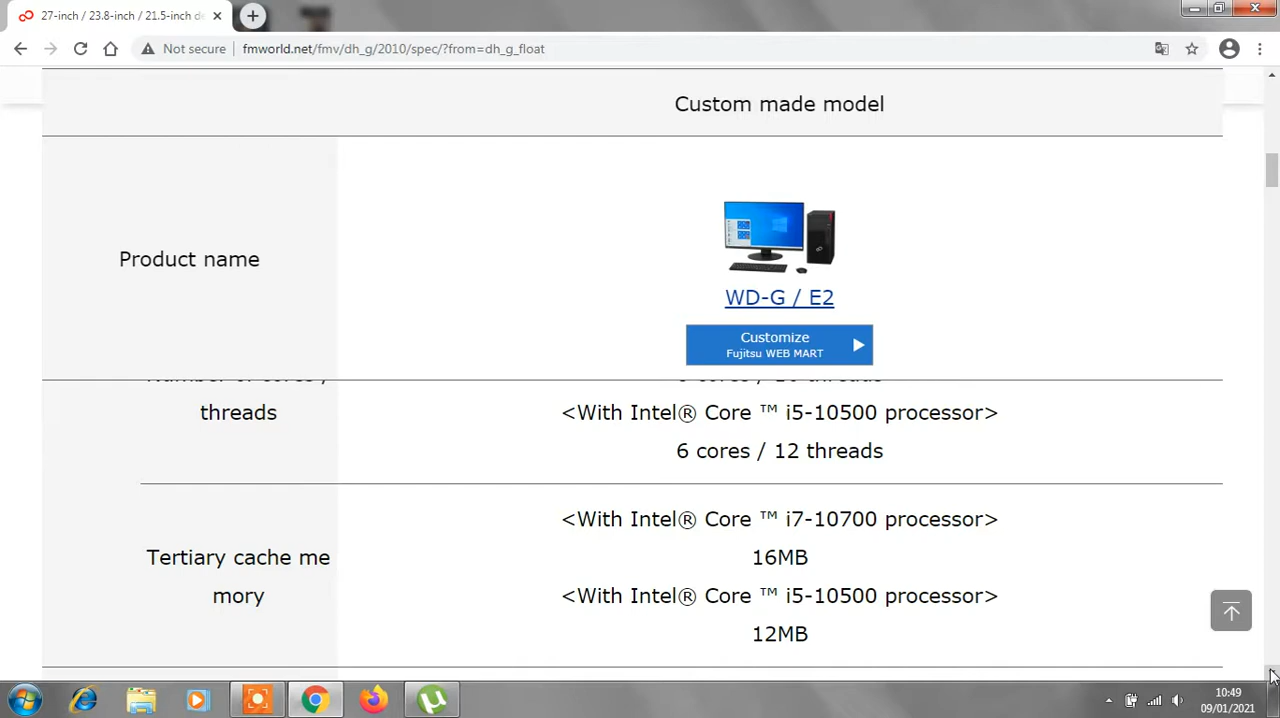 27-inch / 23.8-inch / 21.5-inch de
Not secure
fmworld.net/fmv/dh_g/2010/spec/?from=dh_g_float
Custom made model
Product name
WD-G / E2
Customize
Fujitsu WEB MART
threads
<With Intel® Core ™ i5-10500 processor>
6 cores / 12 threads
Tertiary cache me
mory
<With Intel® Core ™ i7-10700 processor>
16MB
<With Intel® Core ™ i5-10500 processor>
12MB
10:49
09/01/2021